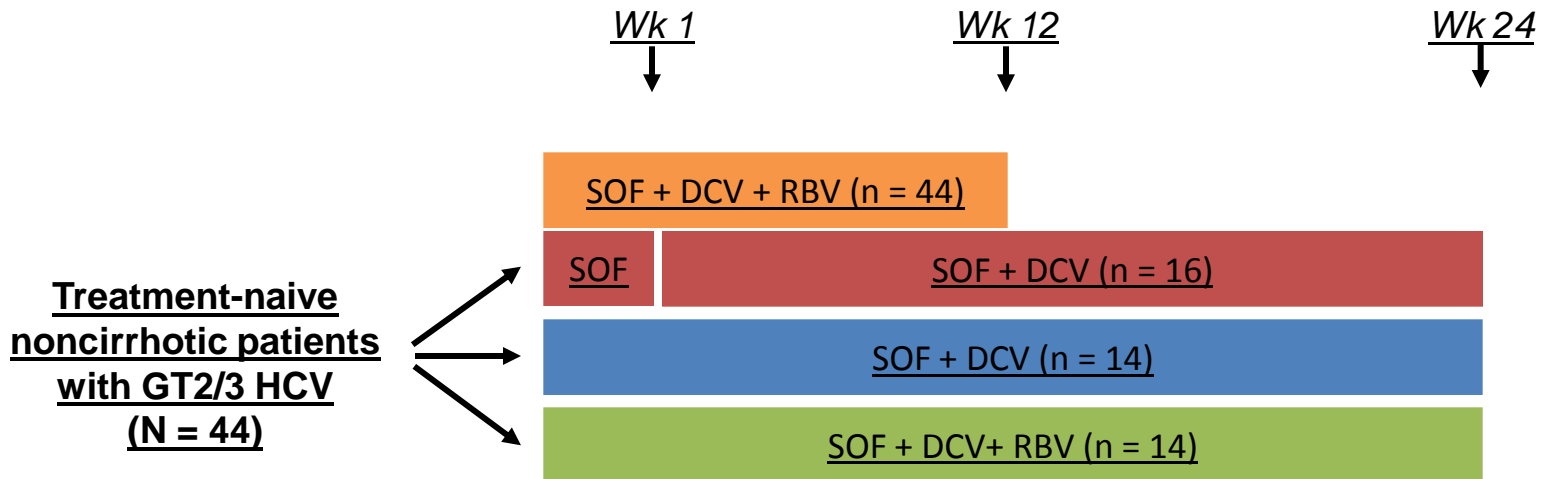 Wk 1
Wk 12
Wk 24
SOF + DCV + RBV (n = 44)
SOF
SOF + DCV (n = 16)
Treatment-naive
noncirrhotic patients
with GT2/3 HCV
(N = 44)
SOF + DCV (n = 14)
SOF + DCV+ RBV (n = 14)